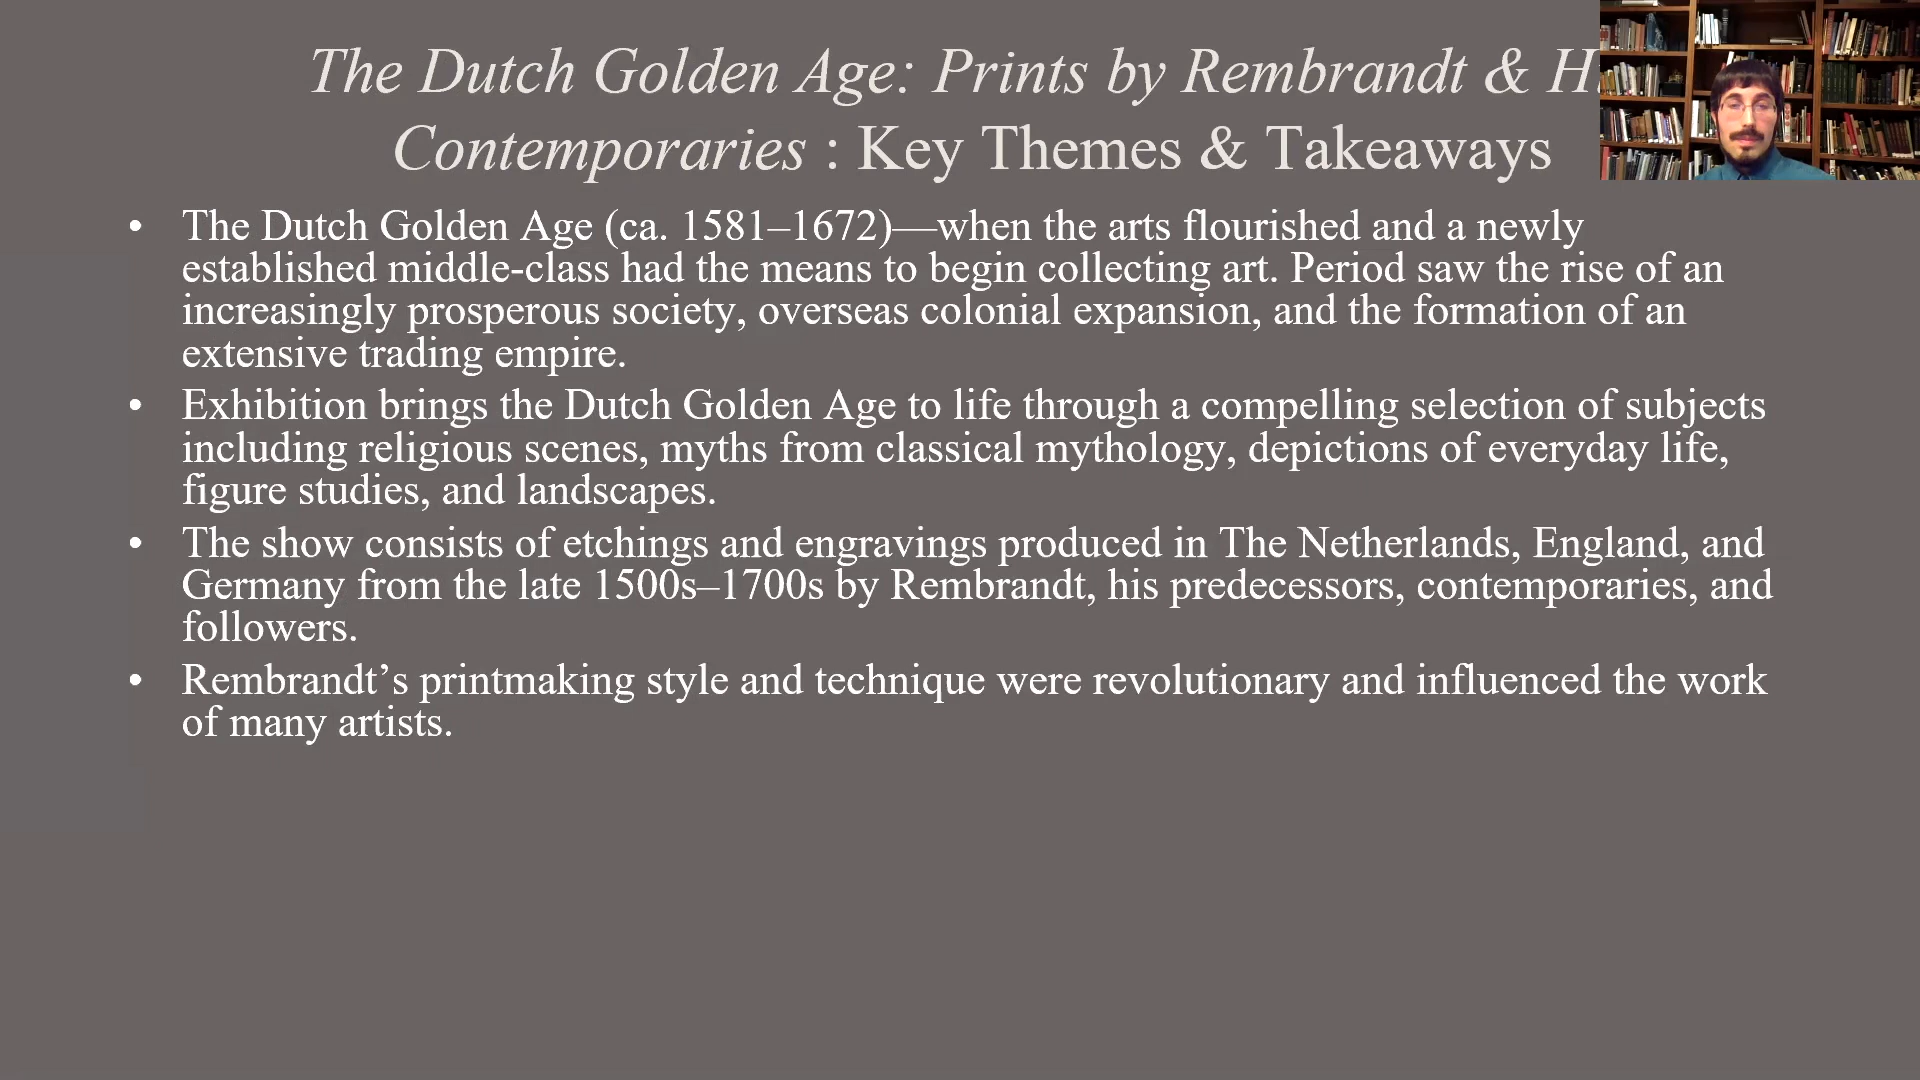 The Dutch Golden Age: Prints by Rembrandt &
Contemporaries : Key Themes & Takeaways
• The Dutch Golden Age (ca. 1581–1672)—when the arts flourished and a newly
established middle-class had the means to begin collecting art. Period saw the rise of an
increasingly prosperous society, overseas colonial expansion, and the formation of an
extensive trading empire.
• Exhibition brings the Dutch Golden Age to life through a compelling selection of subjects
including religious scenes, myths from classical mythology, depictions of everyday life,
figure studies, and landscapes.
• The show consists of etchings and engravings produced in The Netherlands, England, and
Germany from the late 1500s–1700s by Rembrandt, his predecessors, contemporaries, and
followers.
• Rembrandt’s printmaking style and technique were revolutionary and influenced the work
of many artists.